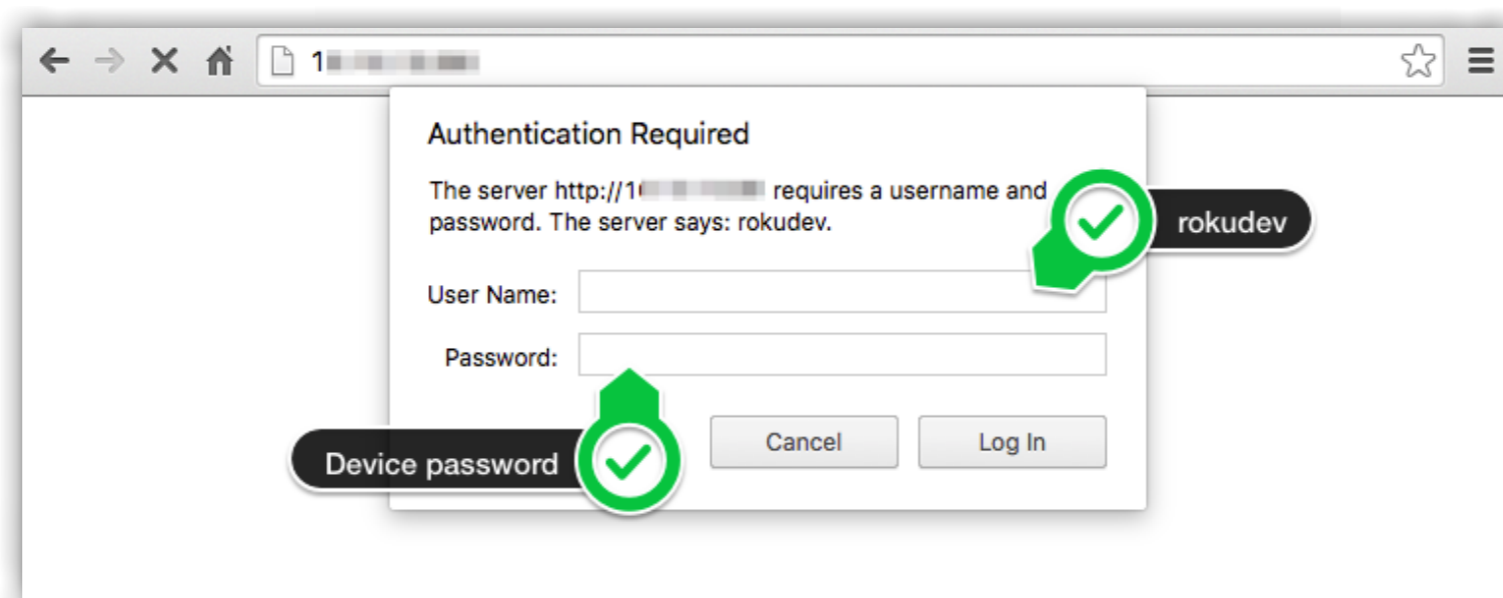 1
Authentication Required
The server http://1 requires a username and
password. The server says: rokudev.
rokudev
User Name:
Password:
Device password
Cancel
Log In